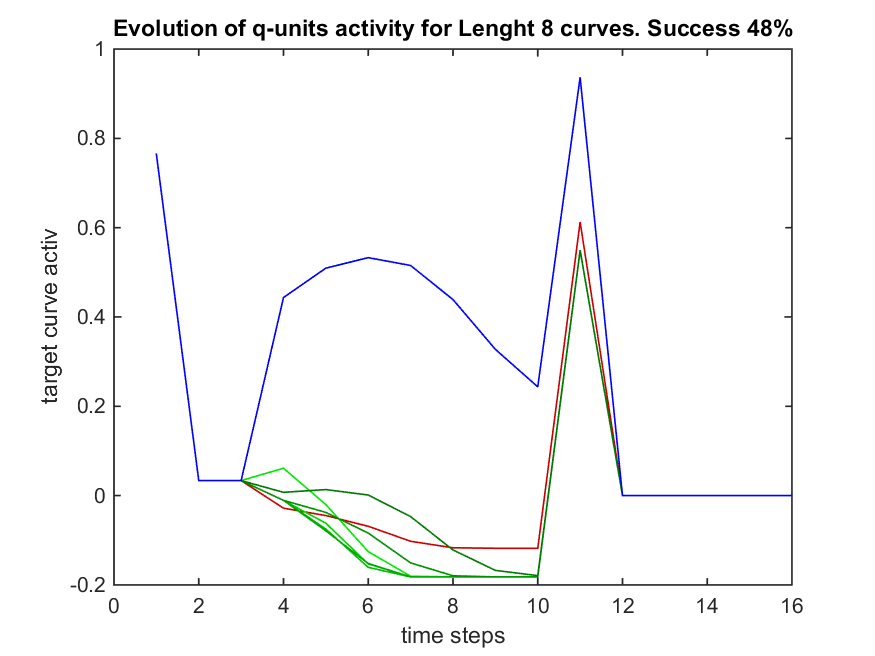 Evolution of q-units activity for Lenght 8 curves. Success 48%
1
0.8
0.6
0.4
0.2
0
-0.2
target curve activ
0 2 4 6 8 10 12 14 16
time steps